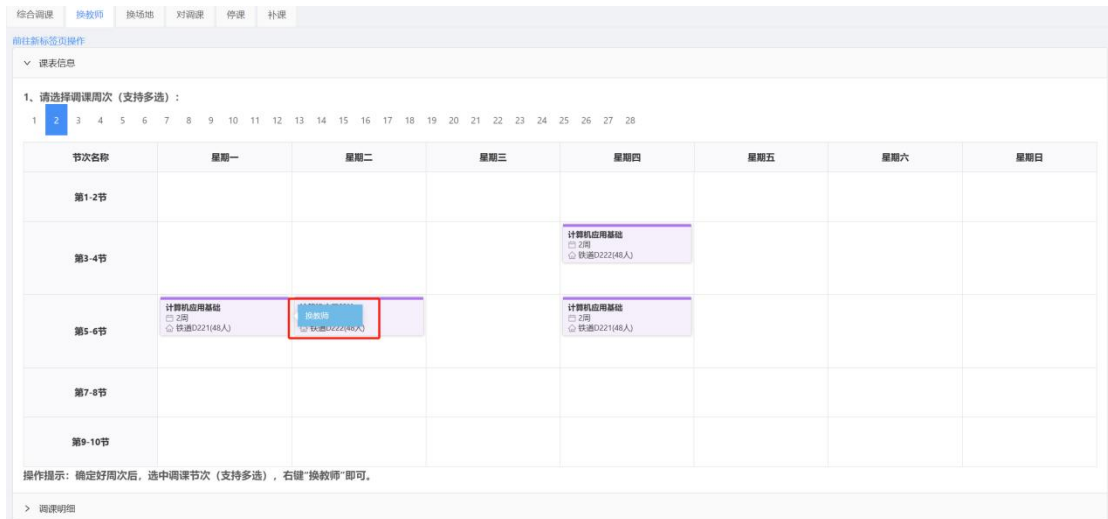 综合调课 换教师 换场地 对调课 停课 补课
前往新标签页操作
课表信息
1、请选择调课周次（支持多选）:
1 2 3 4 5 6 7 8 9 10 11 12 13 14 15 16 17 18 19 20 21 22 23 24 25 26 27 28
节次名称 星期一 星期二 星期三 星期四 星期五 星期六 星期日
第1-2节
第3-4节
计算机应用基础
2周
铁道D222(48人)
第5-6节
计算机应用基础
2周
铁道D221(48人)
换教师
铁道D222(48人)
计算机应用基础
2周
铁道D221(48人)
第7-8节
第9-10节
操作提示：确定好周次后，选中调课节次（支持多选），右键“换教师”即可。
调课明细